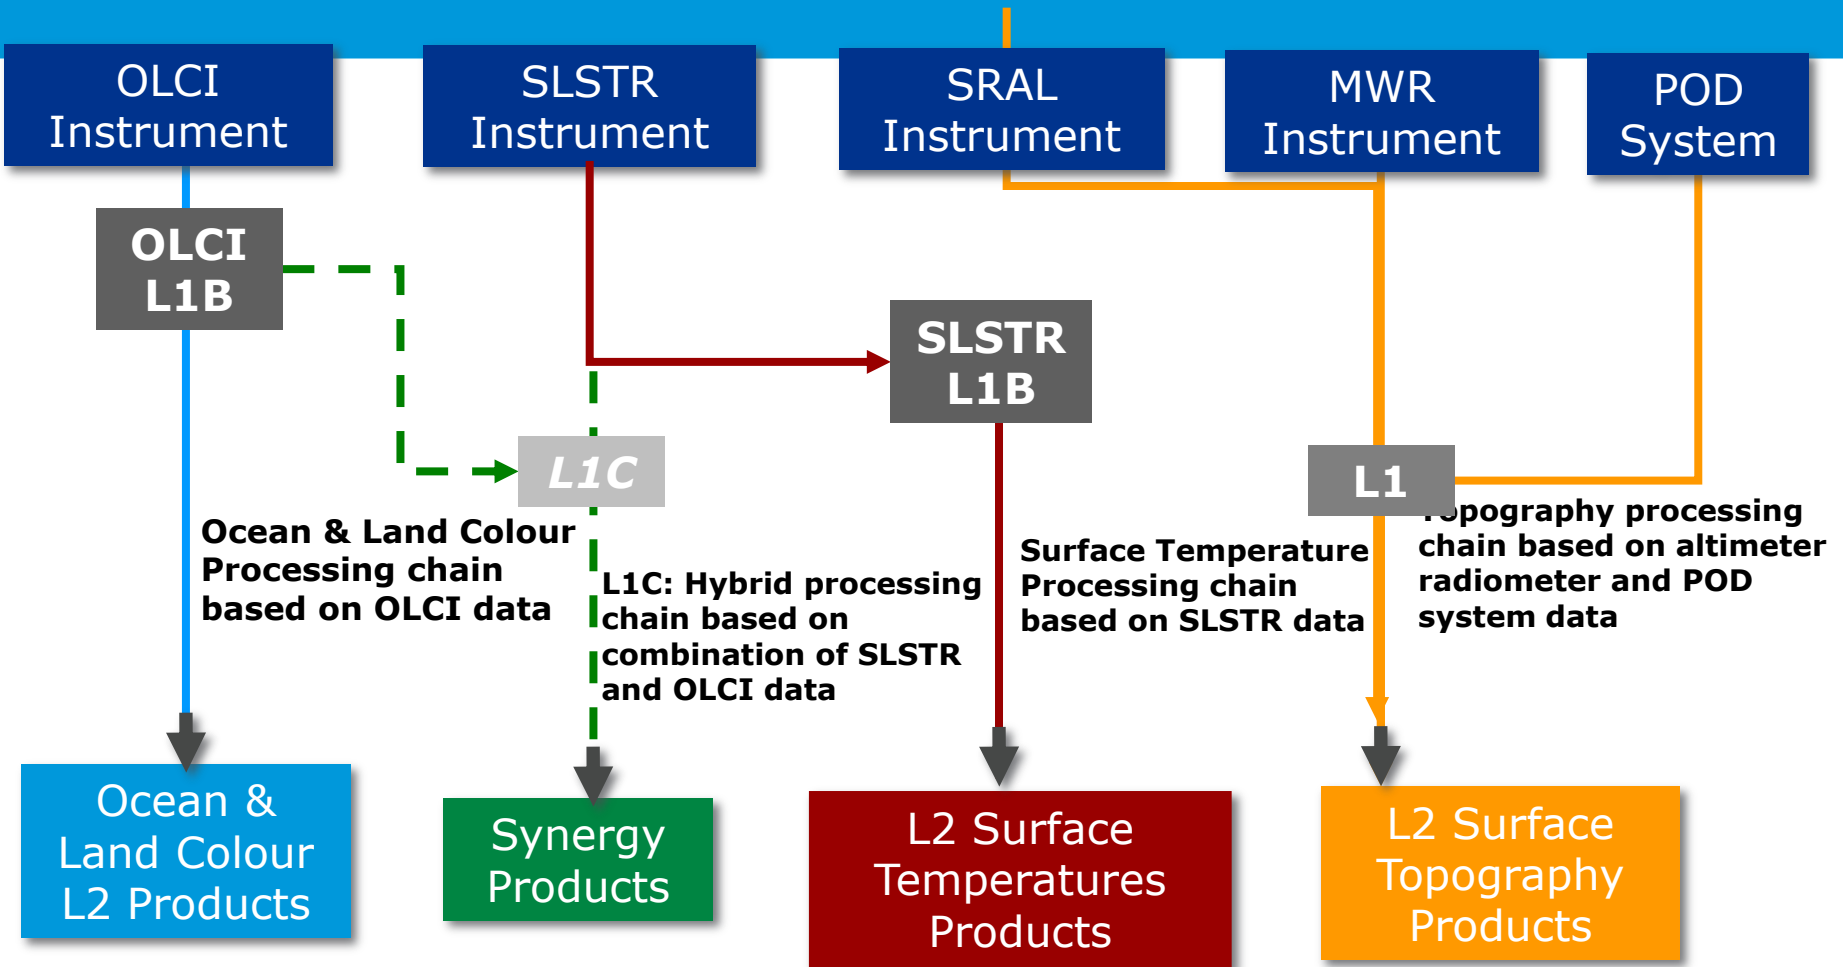 OLCI
Instrument
SLSTR
Instrument
SRAL
Instrument
MWR
Instrument
POD
System
OLCI
L1B
SLSTR
L1B
L1C
L1
Ocean & Land Colour
Processing chain
based on OLCI data
L1C: Hybrid processing
chain based on
combination of SLSTR
and OLCI data
Surface Temperature
Processing chain
based on SLSTR data
Topography processing
chain based on altimeter
radiometer and POD
system data
Ocean &
Land Colour
L2 Products
Synergy
Products
L2 Surface
Temperatures
Products
L2 Surface
Topography
Products